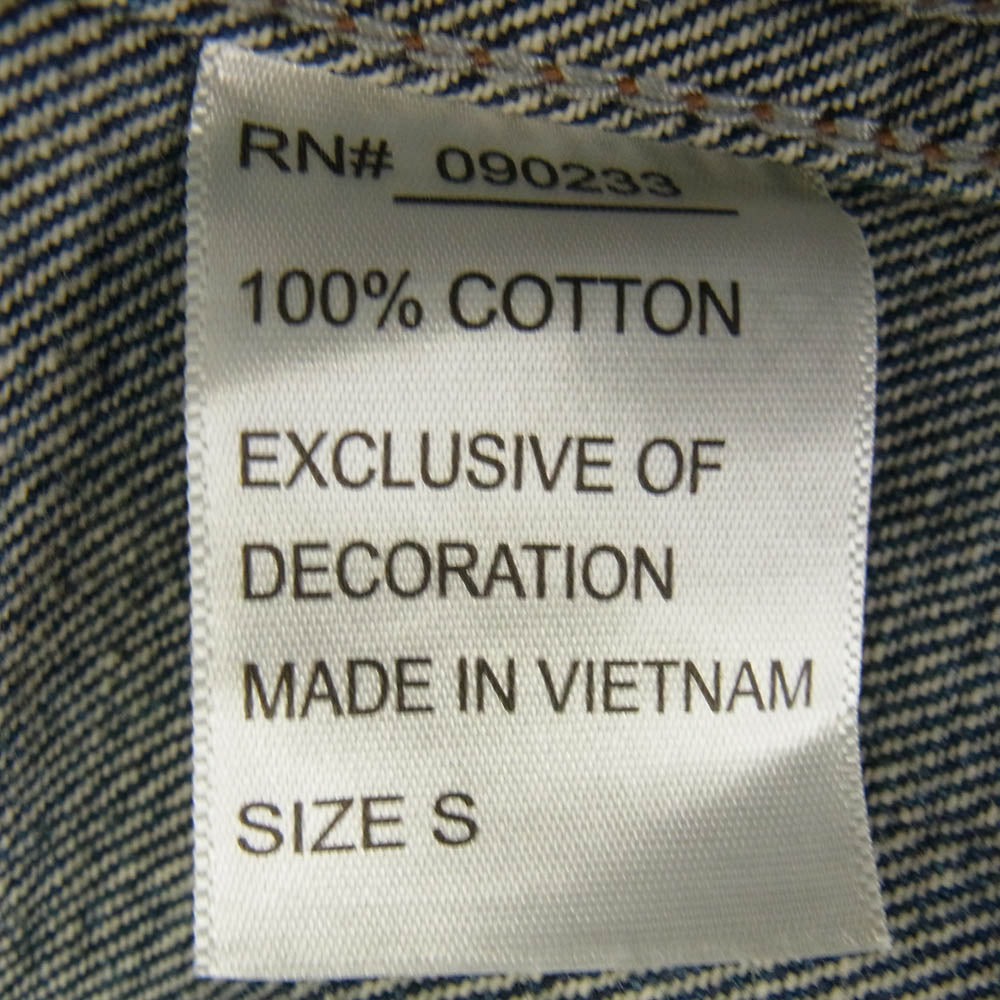 RN# 090233
100% COTTON
EXCLUSIVE OF
DECORATION
MADE IN VIETNAM
SIZE S